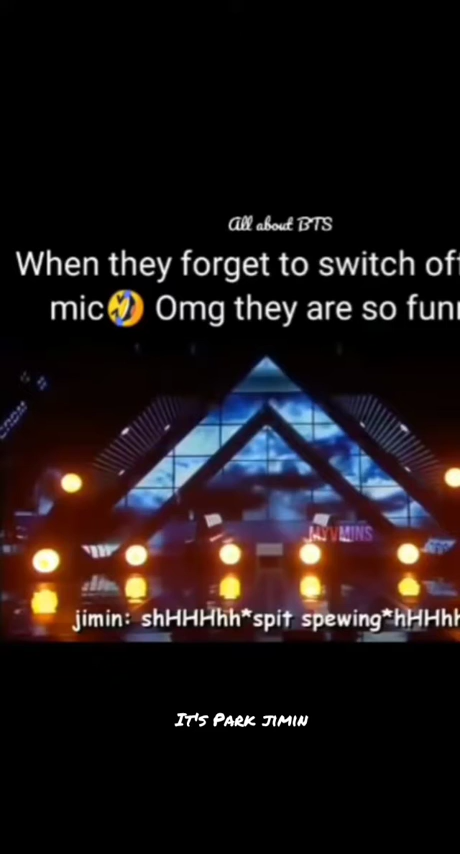 All about BTS
When they forget to switch off
mic🤣 Omg they are so funn
MYVMINS
jimin: shHHHhh*spit spewing*hHHhh
It's Park jimin